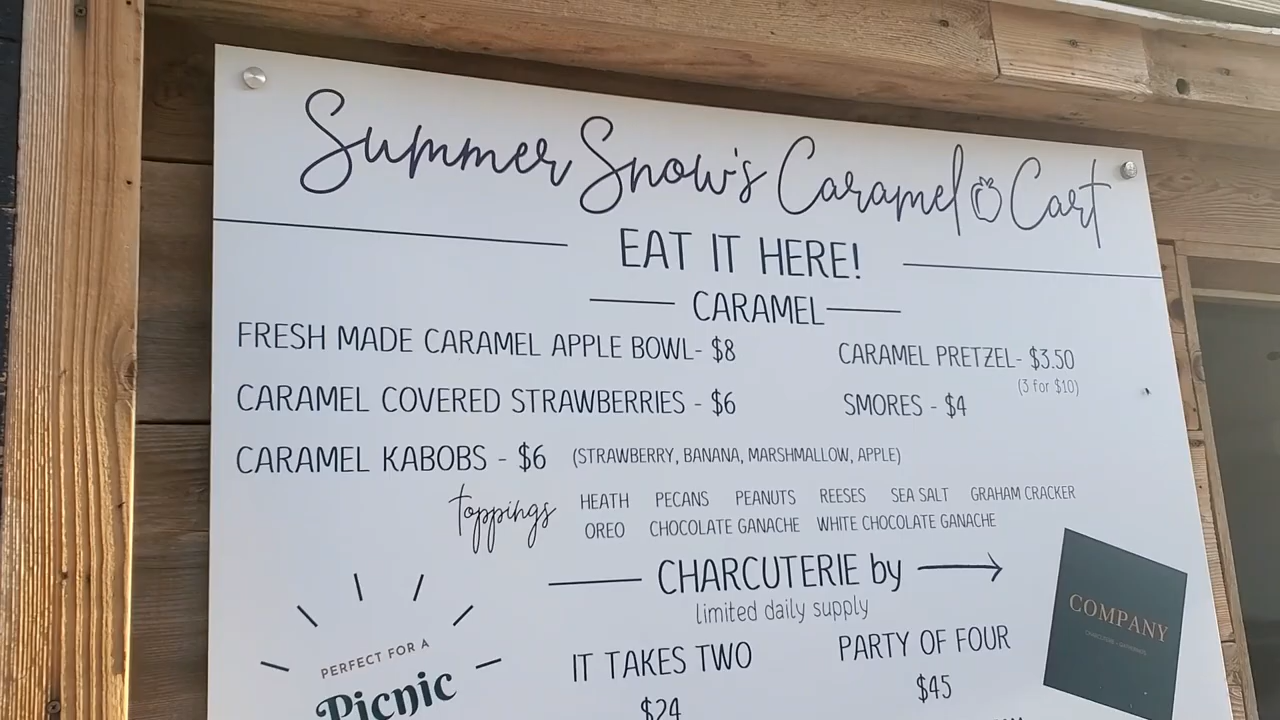 Summer Snow's Caramel Cart
EAT IT HERE!
CARAMEL
FRESH MADE CARAMEL APPLE BOWL- $8
CARAMEL PRETZEL- $3.50
(3 for $10)
CARAMEL COVERED STRAWBERRIES - $6
SMORES - $4
CARAMEL KABOBS - $6 (STRAWBERRY, BANANA, MARSHMALLOW, APPLE)
toppings
HEATH PECANS PEANUTS REESES SEA SALT GRAHAM CRACKER
OREO CHOCOLATE GANACHE WHITE CHOCOLATE GANACHE
CHARCUTERIE by
limited daily supply
COMPANY
PERFECT FOR A
Picnic
IT TAKES TWO
$24
PARTY OF FOUR
$45